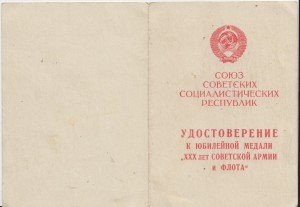 СОЮЗ
СОВЕТСКИХ
СОЦИАЛИСТИЧЕСКИХ
РЕСПУБЛИК
УДОСТОВЕРЕНИЕ
К ЮБИЛЕЙНОЙ МЕДАЛИ
„XXX лет СОВЕТСКОЙ АРМИИ
и ФЛОТА“